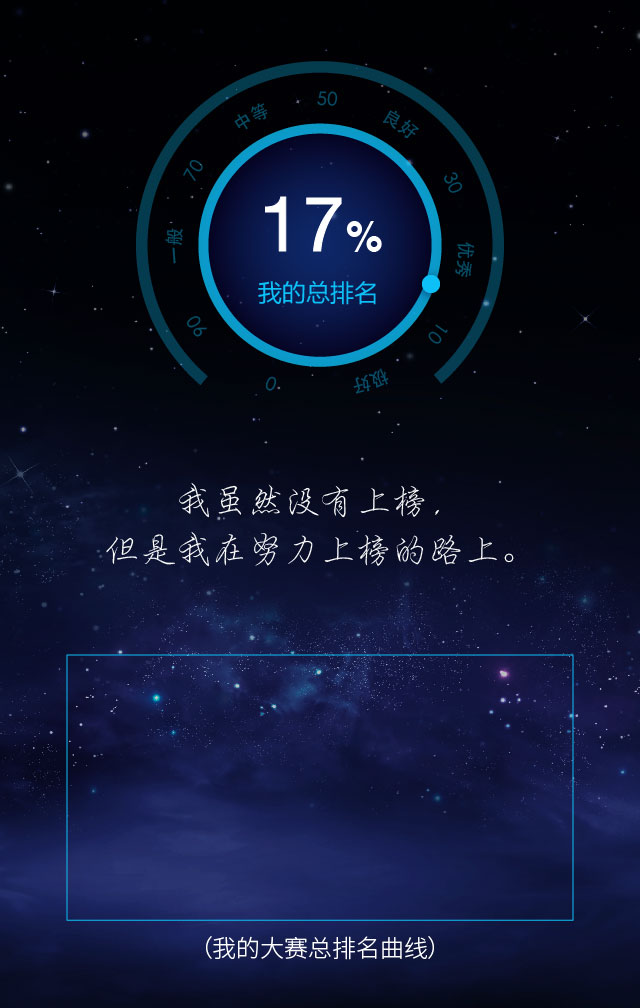 50
中等
良好
70
30
一般
优秀
90
10
0
极好
17%
我的总排名
我虽然没有上榜，
但是我在努力上榜的路上。
(我的大赛总排名曲线)